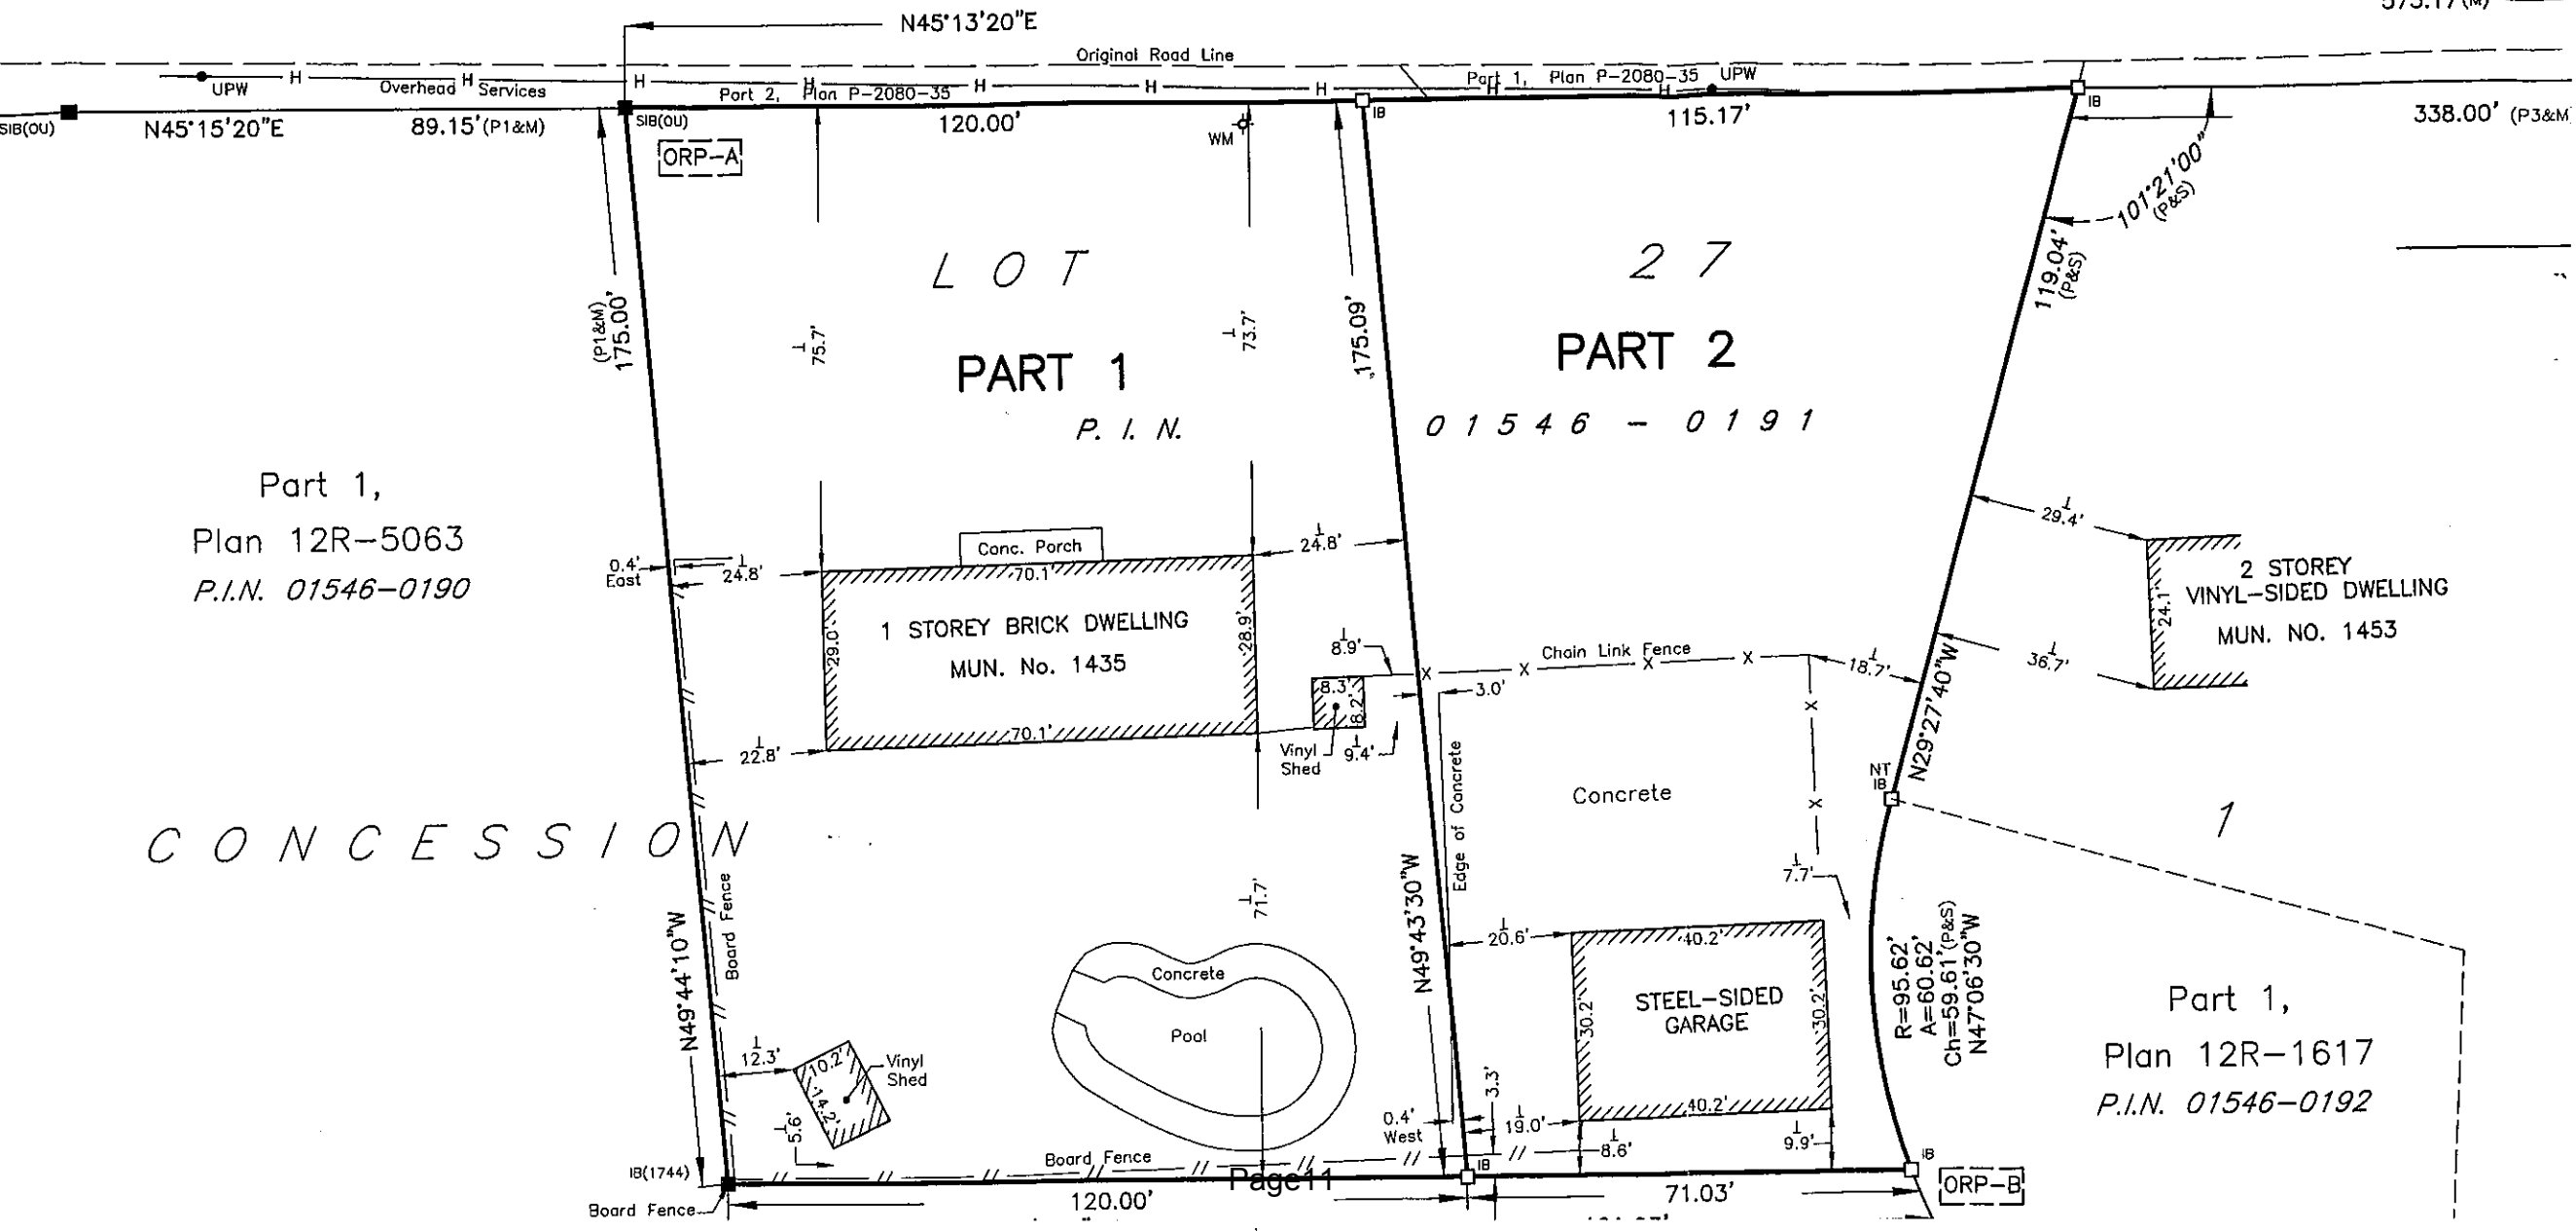 573.17(M)
N45°13'20"E
Original Road Line
UPW
H
Overhead
H
Services
H
H
H
H
H
H
H
Part 2, Plan P-2080-35
Part 1, Plan P-2080-35
UPW
SIB(OU)
N45°15'20"E
89.15'(P1&M)
SIB(OU)
ORP-A
120.00'
WM
IB
115.17'
IB
338.00' (P3&M
101°21'00"
(P&S)
119.04'
(P&S)
LOT
27
(P1&M)
175.00'
75.7'
73.7'
175.09'
PART 1
PART 2
P. I. N.
01546 - 0191
Part 1,
Plan 12R-5063
P.I.N. 01546-0190
0.4'
East
24.8'
Conc. Porch
70.1'
24.8'
29.4'
1 STOREY BRICK DWELLING
MUN. No. 1435
29.0'
28.9'
70.1'
22.8'
8.9'
8.3'
8.2'
Vinyl
Shed
9.4'
3.0'
X
Chain Link Fence
X
X
X
X
X
18.7'
36.7'
24.1'
2 STOREY
VINYL-SIDED DWELLING
MUN. NO. 1453
N29°27'40"W
NT
IB
Edge of Concrete
Concrete
CONCESSION
1
7.7'
71.7'
N49°44'10"W
Board Fence
N49°43'30"W
20.6'
40.2'
STEEL-SIDED
GARAGE
30.2'
30.2'
40.2'
R=95.62'
A=60.62'
Ch=59.61'(P&S)
N47°06'30"W
Concrete
Pool
12.3'
10.2'
14.2'
Vinyl
Shed
5.6'
0.4'
West
3.3'
19.0'
8.6'
9.9'
Part 1,
Plan 12R-1617
P.I.N. 01546-0192
IB(1744)
Board Fence
Board Fence
120.00'
Page11
IB
71.03'
IB
ORP-B